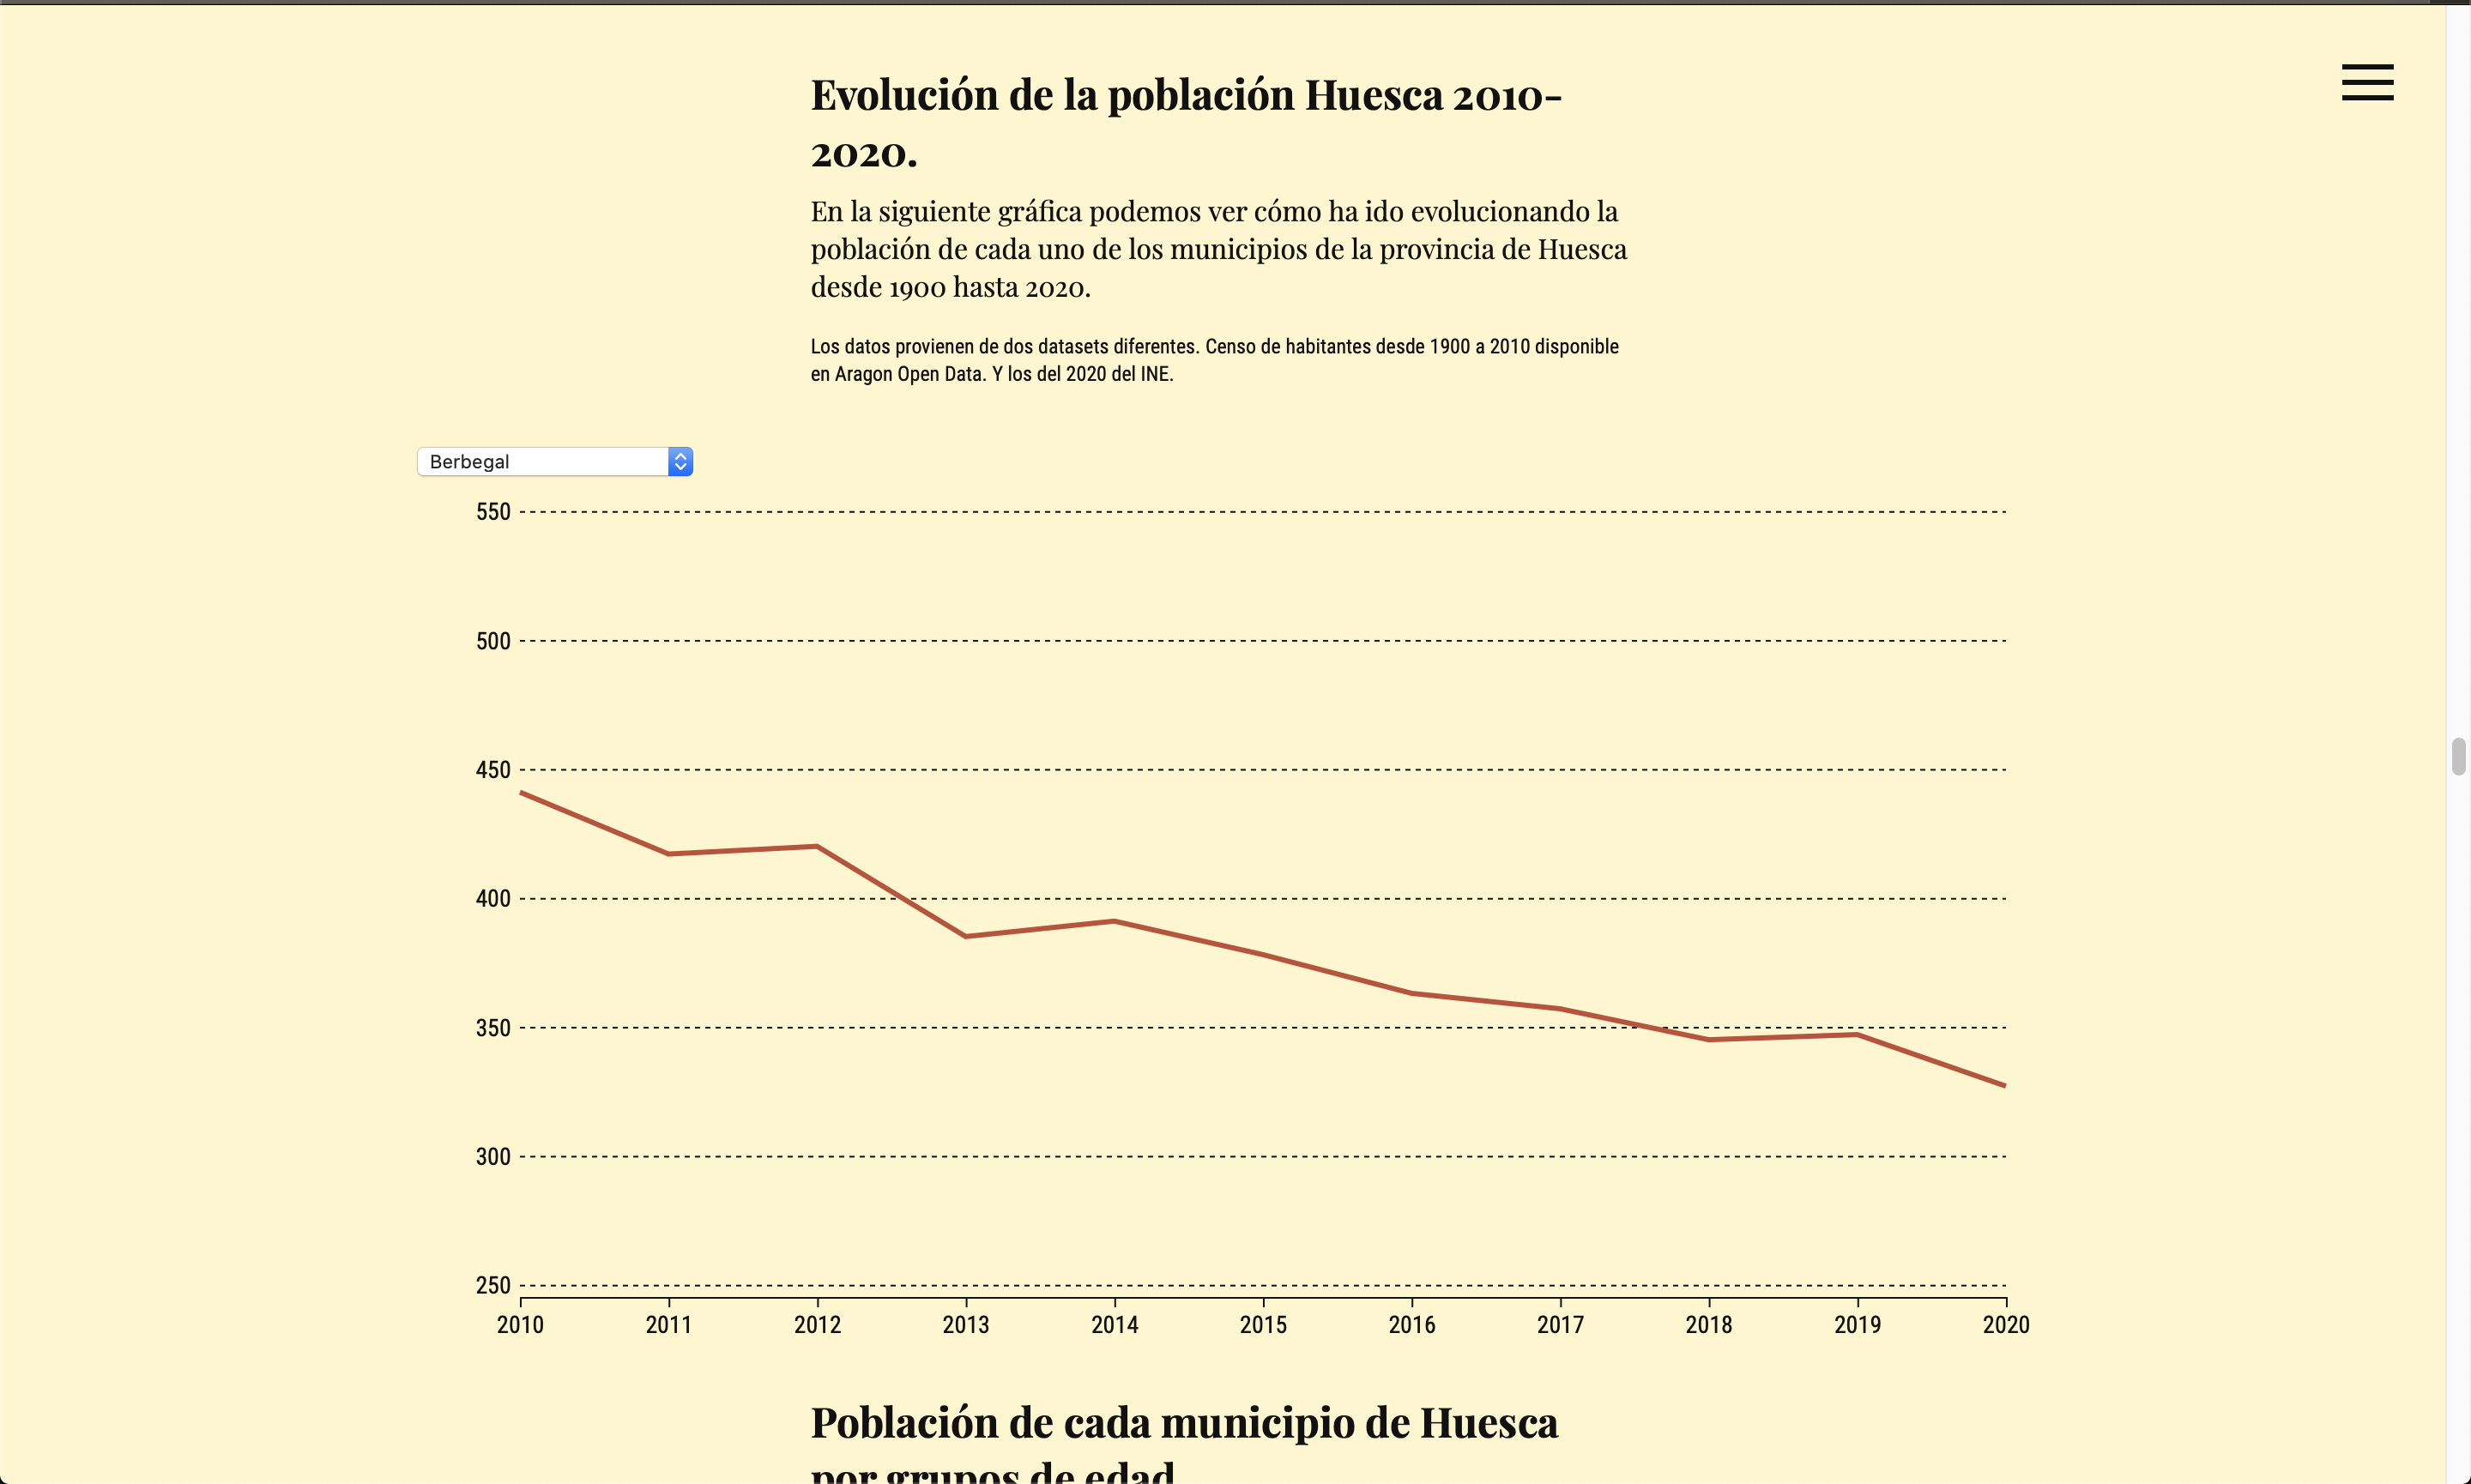 Evolución de la población Huesca 2010-
2020.
En la siguiente gráfica podemos ver cómo ha ido evolucionando la
población de cada uno de los municipios de la provincia de Huesca
desde 1900 hasta 2020.
Los datos provienen de dos datasets diferentes. Censo de habitantes desde 1900 a 2010 disponible
en Aragon Open Data. Y los del 2020 del INE.
Berbegal
550
500
450
400
350
300
250
2010 2011 2012 2013 2014 2015 2016 2017 2018 2019 2020
Población de cada municipio de Huesca
por grupos de edad